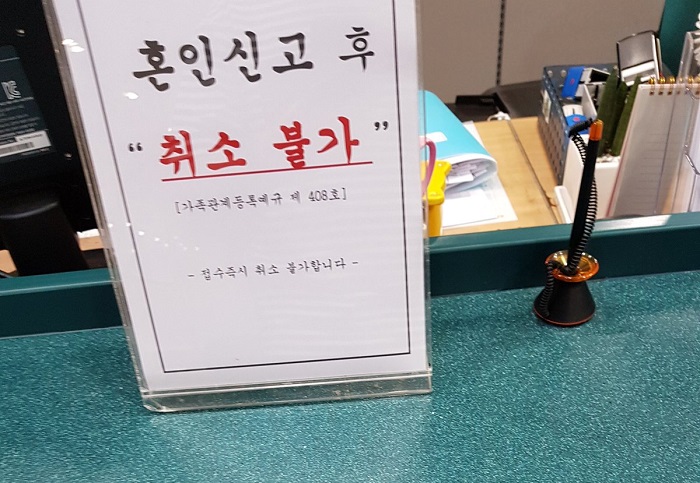 혼인신고 후
“취소 불가”
[가족관계등록예규 제 408호]
- 접수즉시 취소 불가합니다 -